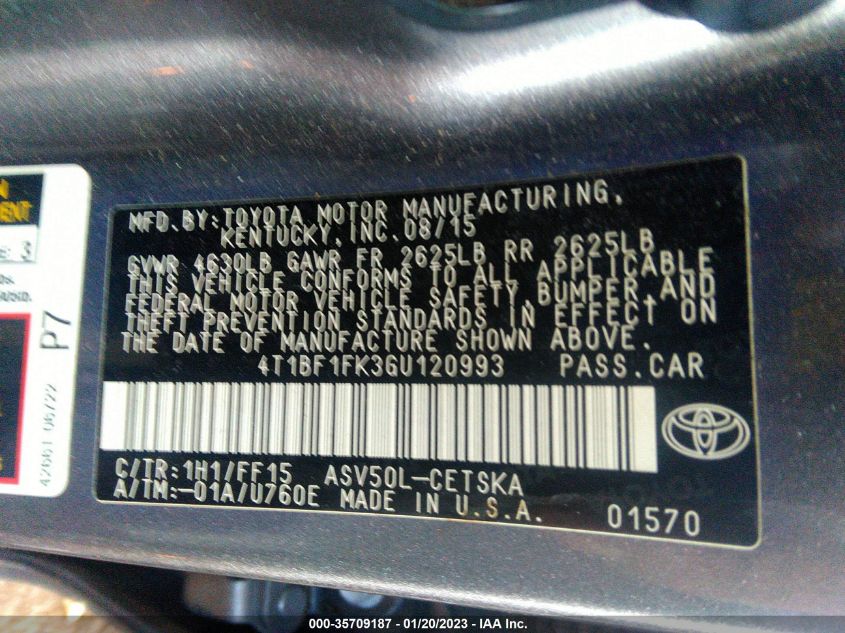 MFD. BY: TOYOTA MOTOR MANUFACTURING,
KENTUCKY, INC. 08/15
GVWR 4630LB GAWR FR 2625LB RR 2625LB
THIS VEHICLE CONFORMS TO ALL APPLICABLE
FEDERAL MOTOR VEHICLE SAFETY, BUMPER, AND
THEFT PREVENTION STANDARDS IN EFFECT ON
THE DATE OF MANUFACTURE SHOWN ABOVE.
4T1BF1FK3GU120993 PASS. CAR
C/TR: 1H1/FF15 ASV50L-CETSKA
A/TM: -01A/U760E MADE IN U.S.A. 01570
3
P7
000-35709187 - 01/20/2023 - IAA Inc.